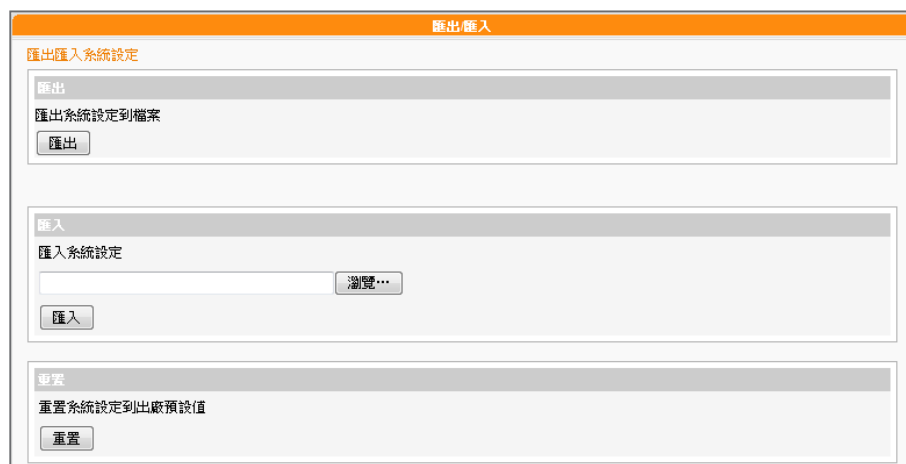 匯出/匯入
匯出匯入系統設定
匯出
匯出系統設定到檔案
匯出
匯入
匯入系統設定
瀏覽…
匯入
重置
重置系統設定到出廠預設值
重置